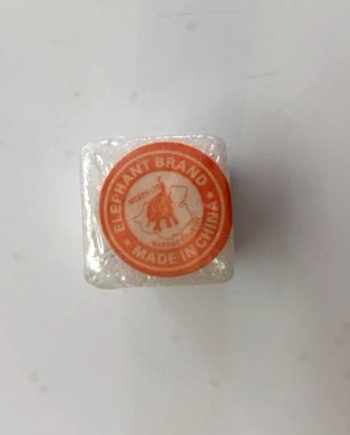 ELEPHANT BRAND
★ MADE IN CHINA ★